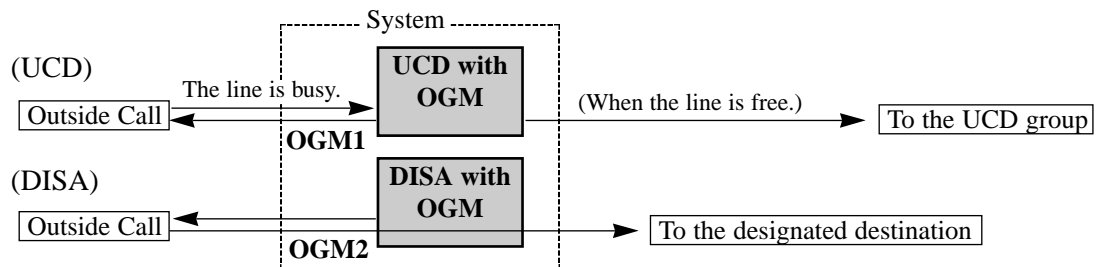 System
(UCD)
UCD with
OGM
The line is busy.
(When the line is free.)
Outside Call
To the UCD group
OGM1
(DISA)
DISA with
OGM
Outside Call
To the designated destination
OGM2